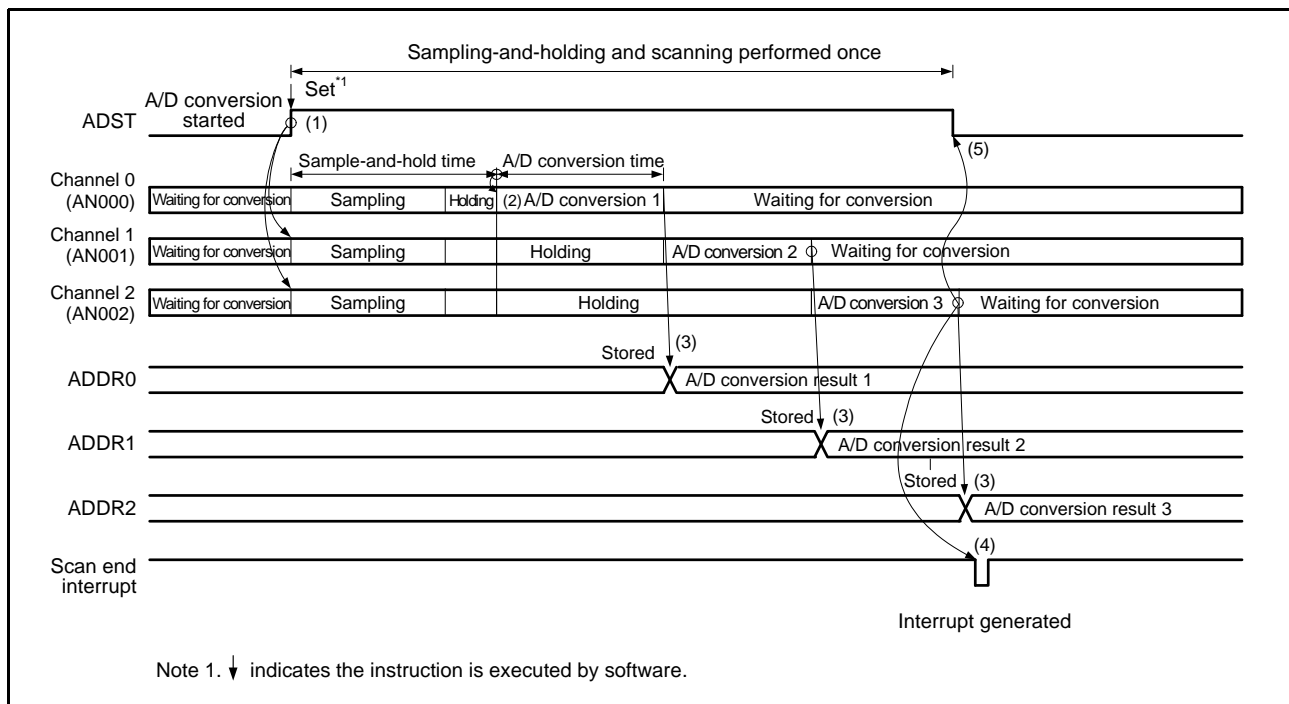 Sampling-and-holding and scanning performed once
Set*1
A/D conversion
started
ADST
(1)
(5)
Sample-and-hold time
A/D conversion time
Channel 0
(AN000)
Waiting for conversion
Sampling
Holding
(2) A/D conversion 1
Waiting for conversion
Channel 1
(AN001)
Waiting for conversion
Sampling
Holding
A/D conversion 2
Waiting for conversion
Channel 2
(AN002)
Waiting for conversion
Sampling
Holding
A/D conversion 3
Waiting for conversion
Stored
(3)
ADDR0
A/D conversion result 1
Stored
(3)
ADDR1
A/D conversion result 2
Stored
(3)
ADDR2
A/D conversion result 3
(4)
Scan end
interrupt
Interrupt generated
Note 1. ↓ indicates the instruction is executed by software.